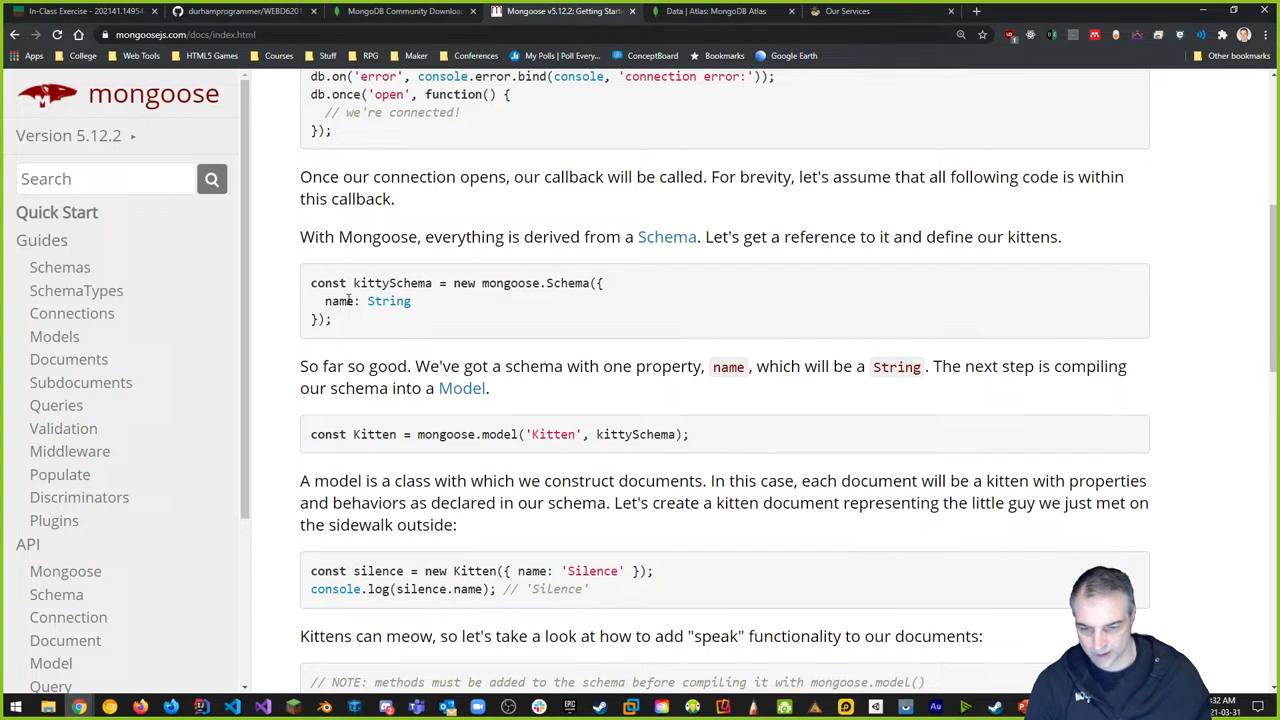 In-Class Exercise - 202141.14954
durhamprogrammer/WEBD6201
MongoDB Community Downloa
Mongoose v5.12.2: Getting Start
Data | Atlas: MongoDB Atlas
Our Services
mongoosejs.com/docs/index.html
Apps
College
Web Tools
HTML5 Games
Courses
Stuff
RPG
Maker
Conferences
My Polls | Poll Every...
ConceptBoard
Bookmarks
Google Earth
Other bookmarks
mongoose
Version 5.12.2
Search
Quick Start
Guides
Schemas
SchemaTypes
Connections
Models
Documents
Subdocuments
Queries
Validation
Middleware
Populate
Discriminators
Plugins
API
Mongoose
Schema
Connection
Document
Model
Query
db.on('error', console.error.bind(console, 'connection error:'));
db.once('open', function() {
// we're connected!
});
Once our connection opens, our callback will be called. For brevity, let's assume that all following code is within
this callback.
With Mongoose, everything is derived from a Schema. Let's get a reference to it and define our kittens.
const kittySchema = new mongoose.Schema({
name: String
});
So far so good. We've got a schema with one property, name, which will be a String. The next step is compiling
our schema into a Model.
const Kitten = mongoose.model('Kitten', kittySchema);
A model is a class with which we construct documents. In this case, each document will be a kitten with properties
and behaviors as declared in our schema. Let's create a kitten document representing the little guy we just met on
the sidewalk outside:
const silence = new Kitten({ name: 'Silence' });
console.log(silence.name); // 'Silence'
Kittens can meow, so let's take a look at how to add "speak" functionality to our documents:
// NOTE: methods must be added to the schema before compiling it with mongoose.model()
:32 AM